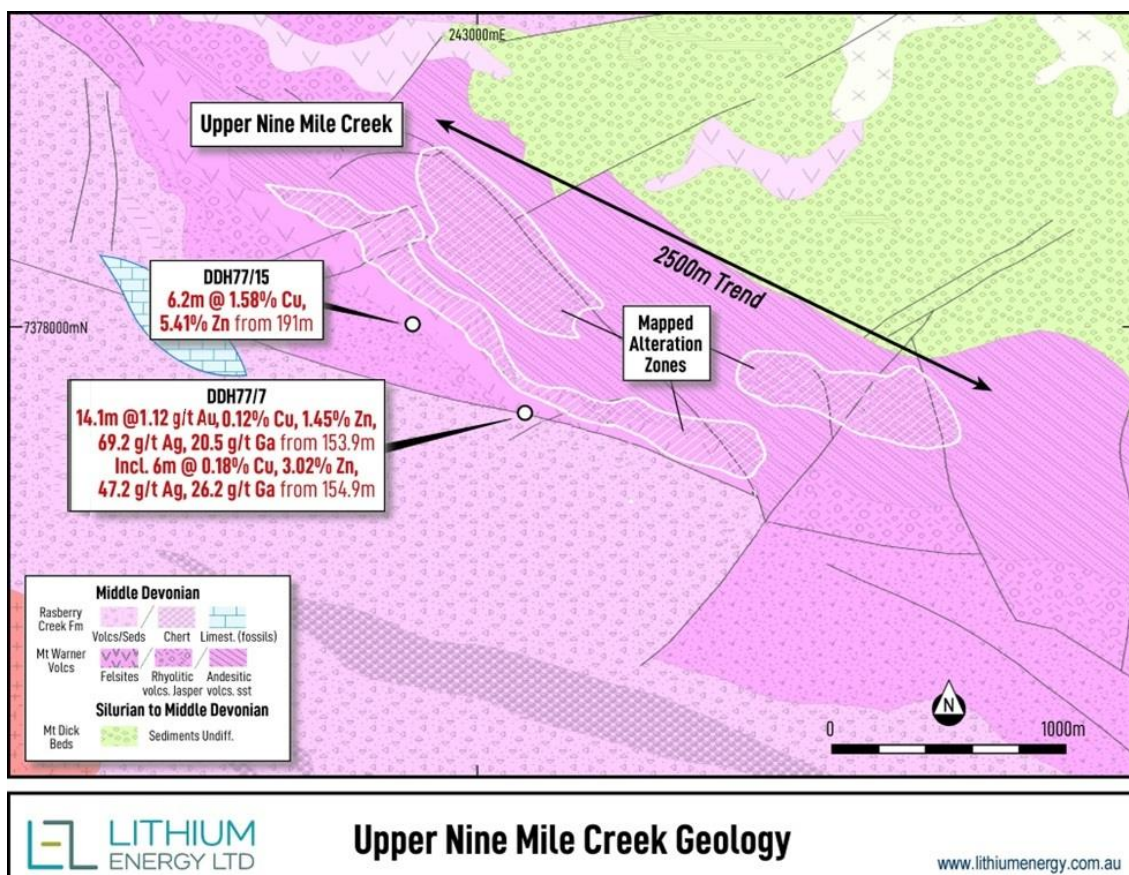 243000mE
Upper Nine Mile Creek
2500m Trend
DDH77/15
6.2m @ 1.58% Cu,
5.41% Zn from 191m
7378000mN
Mapped
Alteration
Zones
DDH77/7
14.1m @1.12 g/t Au, 0.12% Cu, 1.45% Zn,
69.2 g/t Ag, 20.5 g/t Ga from 153.9m
Incl. 6m @ 0.18% Cu, 3.02% Zn,
47.2 g/t Ag, 26.2 g/t Ga from 154.9m
Middle Devonian
Rasberry
Creek Fm
Volcs/Seds
Chert
Limest. (fossils)
Mt Warner
Volcs
Felsites
Rhyolitic
volcs. Jasper
Andesitic
volcs. sst
Silurian to Middle Devonian
Mt Dick
Beds
Sediments Undiff.
N
0
1000m
LITHIUM
ENERGY LTD
Upper Nine Mile Creek Geology
www.lithiumenergy.com.au